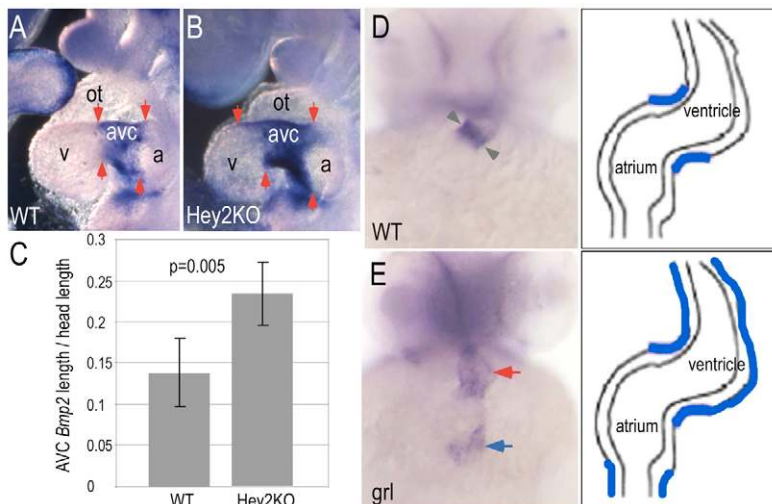 A
ot
avc
v
a
WT
B
ot
avc
v
a
Hey2KO
C
AVC Bmp2 length / head length
0.3
0.25
0.2
0.15
0.1
0.05
0
p=0.005
WT
Hey2KO
D
WT
ventricle
atrium
E
grl
ventricle
atrium